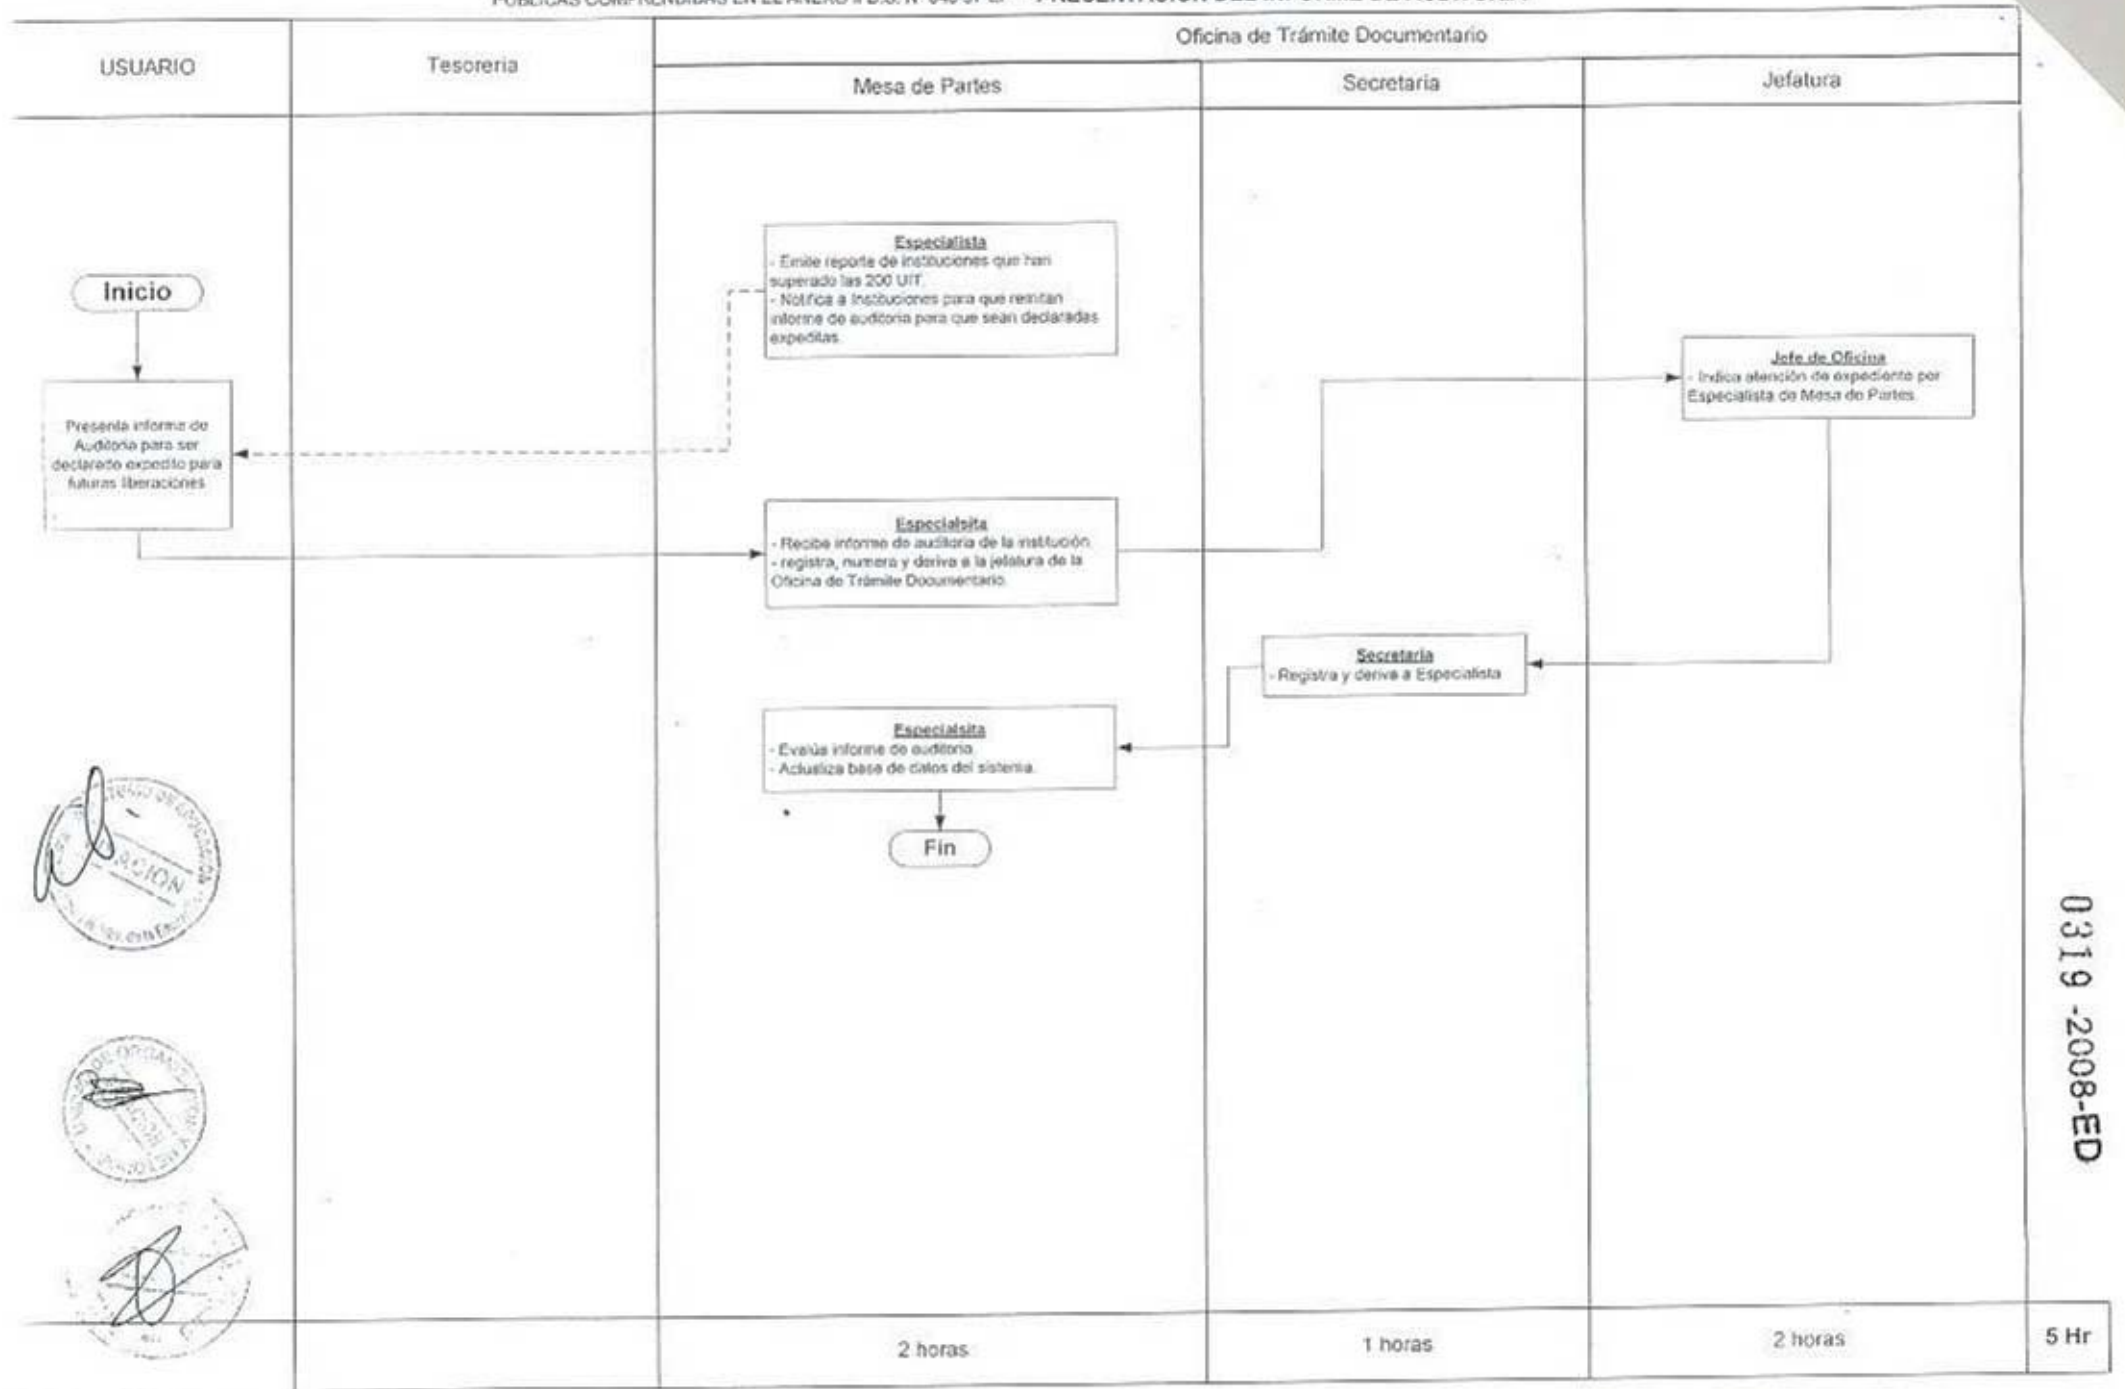 USUARIO
Tesoreria
Oficina de Trámite Documentario
Mesa de Partes
Secretaria
Jefatura
Inicio
Presenta informe de
Auditoria para ser
declarado expedito para
futuras liberaciones
Especialista
- Emite reporte de instituciones que han
superado las 200 UIT.
- Notifica a Instituciones para que remitan
informe de auditoria para que sean declaradas
expeditas.
Jefe de Oficina
- Indica atención de expediente por
Especialista de Mesa de Partes.
Especialsita
- Recibe informe de auditoria de la institución.
- registra, numera y deriva a la jefatura de la
Oficina de Trámite Documentario.
Secretaria
- Registra y deriva a Especialista
Especialsita
- Evalúa informe de auditoria.
- Actualiza base de datos del sistema.
Fin
0319 -2008-ED
2 horas
1 horas
2 horas
5 Hr